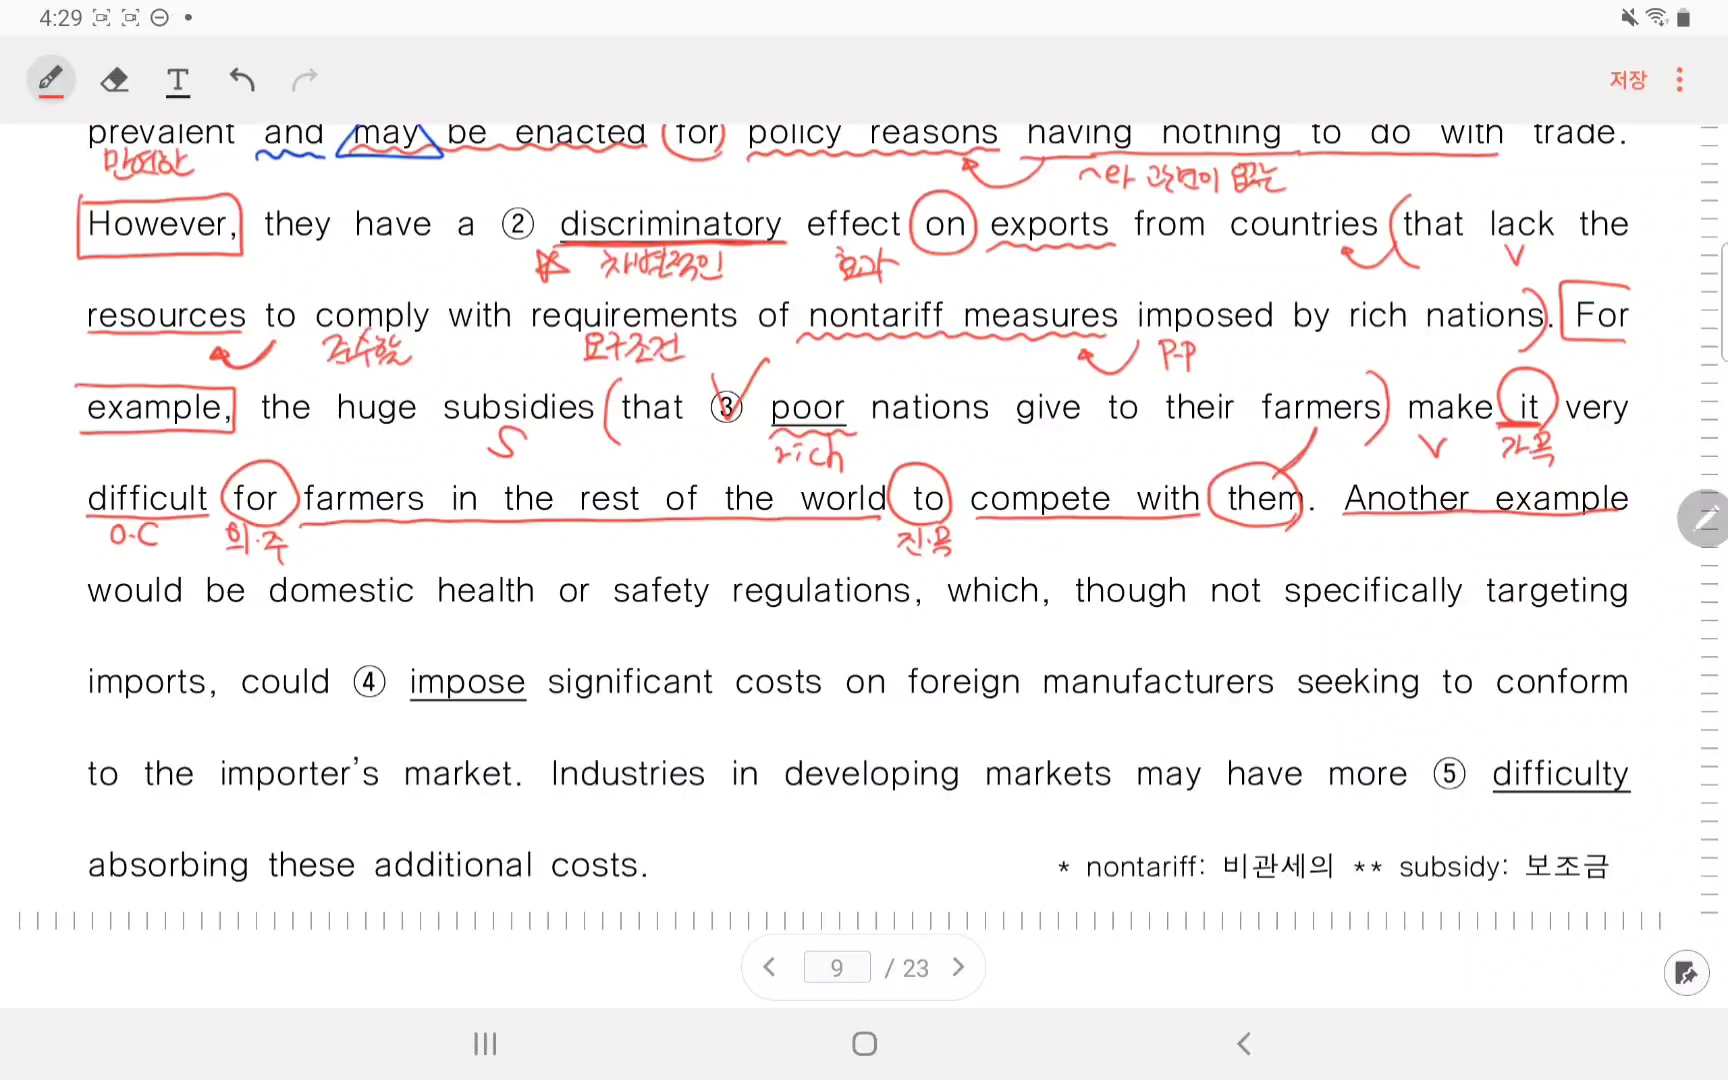 4:29
T
저장
prevalent and may be enacted for policy reasons having nothing to do with trade.
만연한
~와 관련이 없는
However, they have a ② discriminatory effect on exports from countries (that lack the
차별적인 효과 V
resources to comply with requirements of nontariff measures imposed by rich nations). For
준수할 요구조건 P.P
example, the huge subsidies (that ③ poor nations give to their farmers) make it very
S rich V 가.목
difficult for farmers in the rest of the world to compete with them. Another example
O.C 의.주 진.목
would be domestic health or safety regulations, which, though not specifically targeting
imports, could ④ impose significant costs on foreign manufacturers seeking to conform
to the importer's market. Industries in developing markets may have more ⑤ difficulty
absorbing these additional costs.
* nontariff: 비관세의 ** subsidy: 보조금
9 / 23